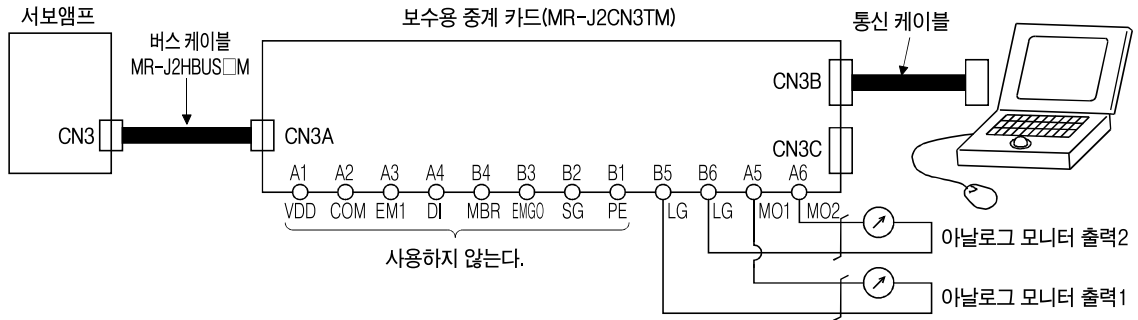 서보앰프
보수용 중계 카드(MR-J2CN3TM)
통신 케이블
버스 케이블
MR-J2HBUS□M
CN3
CN3A
CN3B
CN3C
A1 A2 A3 A4 B4 B3 B2 B1 B5 B6 A5 A6
VDD COM EM1 DI MBR EMGO SG PE LG LG MO1 MO2
사용하지 않는다.
아날로그 모니터 출력2
아날로그 모니터 출력1